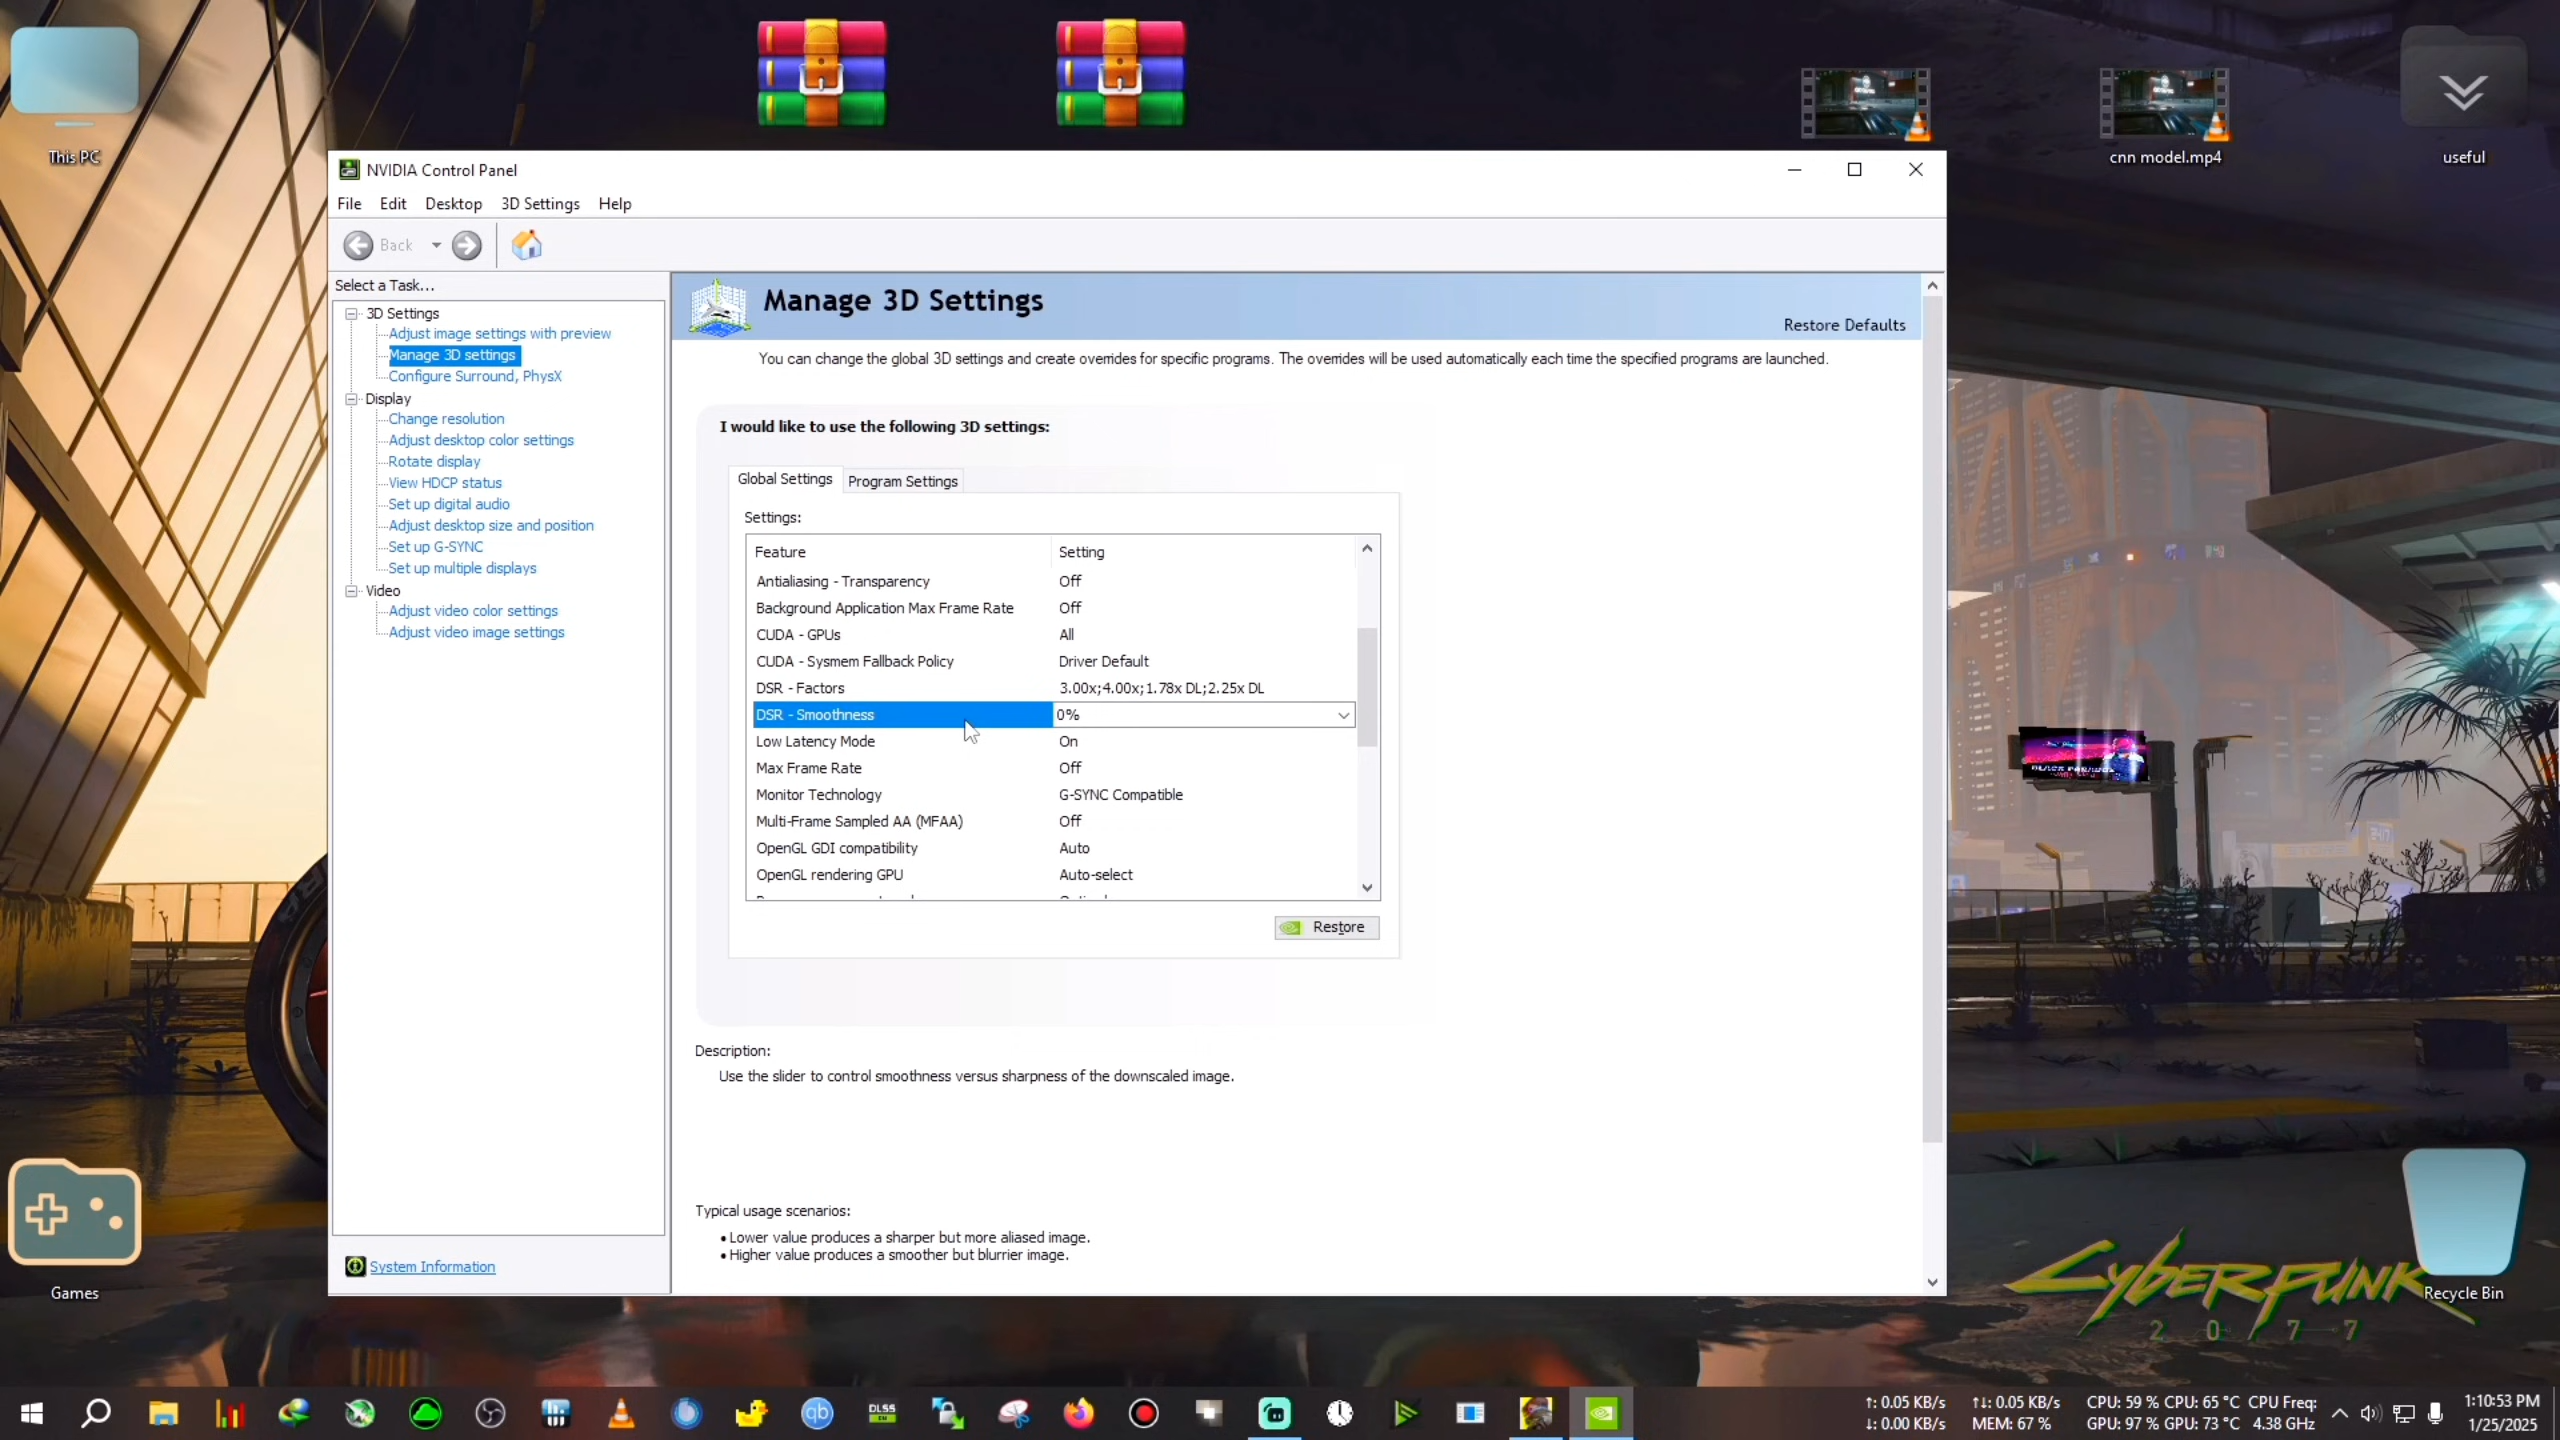 This PC
cnn model.mp4
useful
NVIDIA Control Panel
File Edit Desktop 3D Settings Help
Back
Select a Task...
3D Settings
Adjust image settings with preview
Manage 3D settings
Configure Surround, PhysX
Display
Change resolution
Adjust desktop color settings
Rotate display
View HDCP status
Set up digital audio
Adjust desktop size and position
Set up G-SYNC
Set up multiple displays
Video
Adjust video color settings
Adjust video image settings
System Information
Manage 3D Settings
Restore Defaults
You can change the global 3D settings and create overrides for specific programs. The overrides will be used automatically each time the specified programs are launched.
I would like to use the following 3D settings:
Global Settings Program Settings
Settings:
Feature Setting
Antialiasing - Transparency Off
Background Application Max Frame Rate Off
CUDA - GPUs All
CUDA - Sysmem Fallback Policy Driver Default
DSR - Factors 3.00x;4.00x;1.78x DL;2.25x DL
DSR - Smoothness 0%
Low Latency Mode On
Max Frame Rate Off
Monitor Technology G-SYNC Compatible
Multi-Frame Sampled AA (MFAA) Off
OpenGL GDI compatibility Auto
OpenGL rendering GPU Auto-select
Restore
Description:
Use the slider to control smoothness versus sharpness of the downscaled image.
Typical usage scenarios:
• Lower value produces a sharper but more aliased image.
• Higher value produces a smoother but blurrier image.
Games
Cyberpunk
2077
Recycle Bin
qb
DLSS
↑: 0.05 KB/s
↓: 0.00 KB/s
↑↓: 0.05 KB/s
MEM: 67 %
CPU: 59 % CPU: 65 °C CPU Freq:
GPU: 97 % GPU: 73 °C 4.38 GHz
1:10:53 PM
1/25/2025